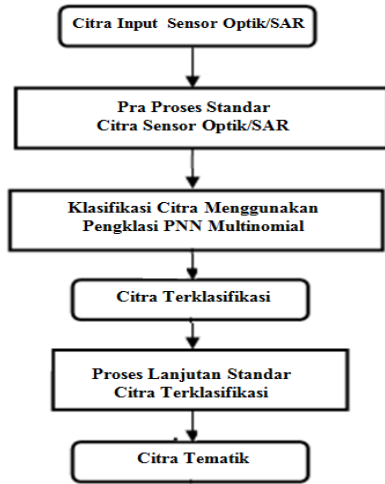 Citra Input Sensor Optik/SAR
Pra Proses Standar
Citra Sensor Optik/SAR
Klasifikasi Citra Menggunakan
Pengklasi PNN Multinomial
Citra Terklasifikasi
Proses Lanjutan Standar
Citra Terklasifikasi
Citra Tematik